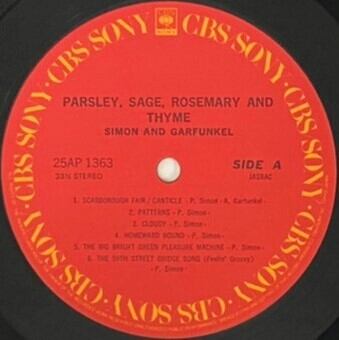 CBS SONY · CBS SONY · CBS SONY · CBS SONY · CBS SONY · CBS SONY
PARSLEY, SAGE, ROSEMARY AND
THYME
SIMON AND GARFUNKEL
25AP 1363
SIDE A
33⅓ STEREO
JASRAC
1. SCARBOROUGH FAIR / CANTICLE - P. Simon - A. Garfunkel -
2. PATTERNS - P. Simon -
3. CLOUDY - P. Simon -
4. HOMEWARD BOUND - P. Simon -
5. THE BIG BRIGHT GREEN PLEASURE MACHINE - P. Simon -
6. THE 59TH STREET BRIDGE SONG (Feelin' Groovy)
- P. Simon -